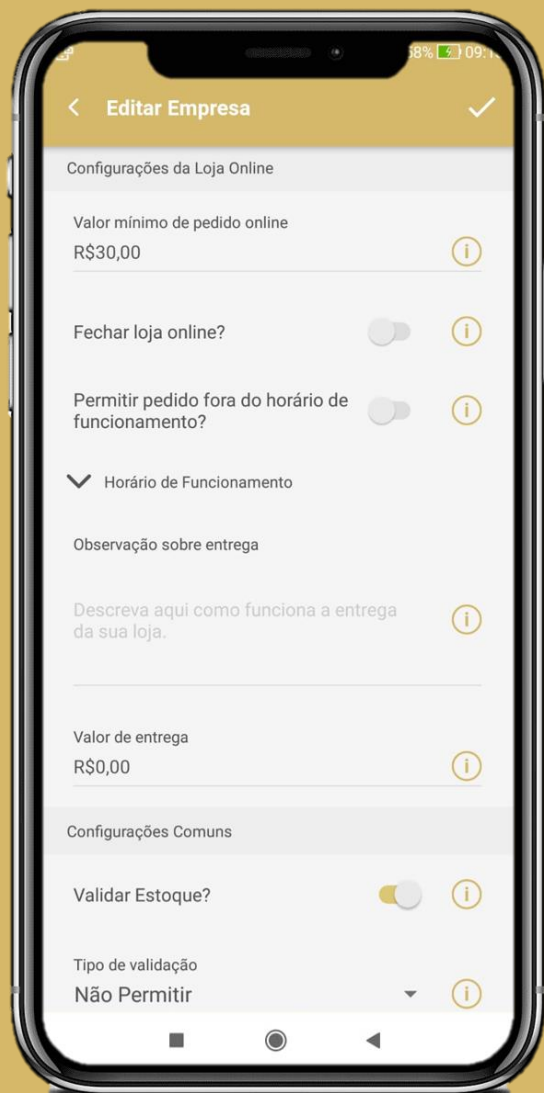 58%
Editar Empresa
Configurações da Loja Online
Valor mínimo de pedido online
R$30,00
Fechar loja online?
Permitir pedido fora do horário de
funcionamento?
Horário de Funcionamento
Observação sobre entrega
Descreva aqui como funciona a entrega
da sua loja.
Valor de entrega
R$0,00
Configurações Comuns
Validar Estoque?
Tipo de validação
Não Permitir